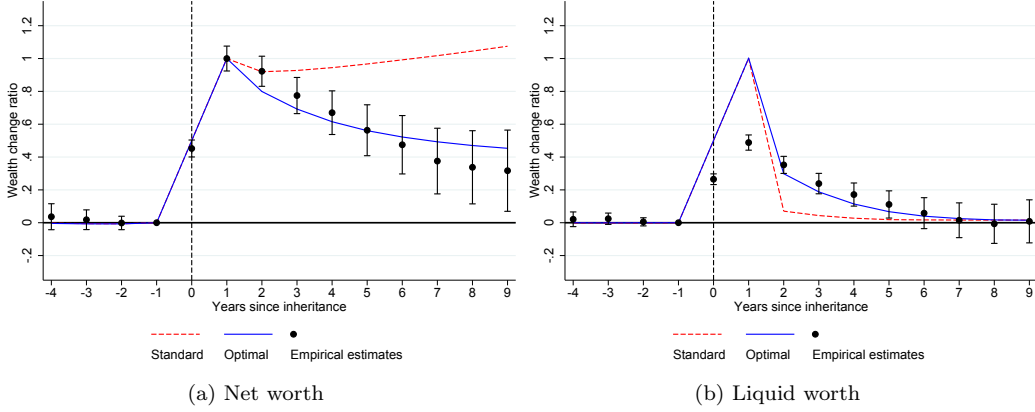 Wealth change ratio
1.2
1
.8
.6
.4
.2
0
-.2
-4 -3 -2 -1 0 1 2 3 4 5 6 7 8 9
Years since inheritance
Standard Optimal Empirical estimates
(a) Net worth
Wealth change ratio
1.2
1
.8
.6
.4
.2
0
-.2
-4 -3 -2 -1 0 1 2 3 4 5 6 7 8 9
Years since inheritance
Standard Optimal Empirical estimates
(b) Liquid worth